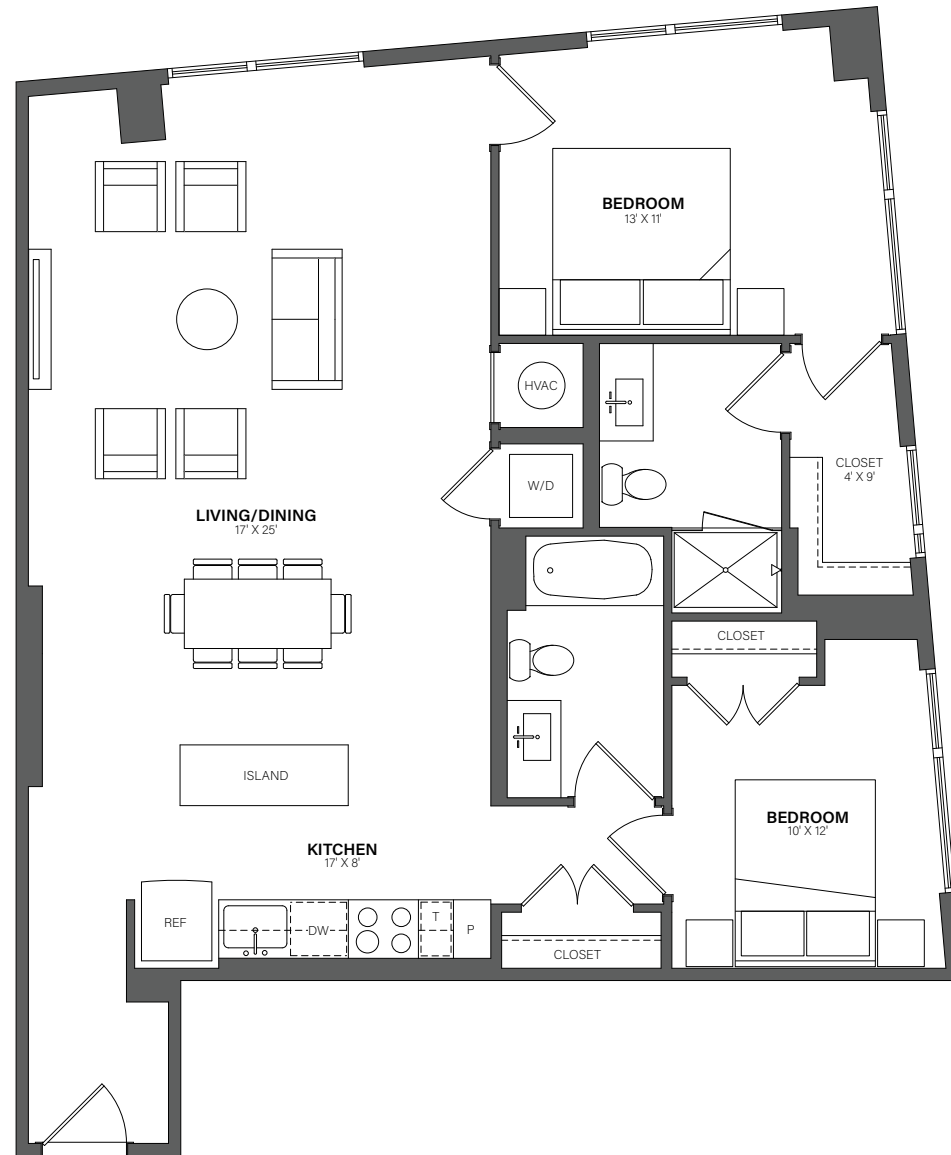 BEDROOM
13' X 11'
HVAC
CLOSET
4' X 9'
W/D
LIVING/DINING
17' X 25'
CLOSET
ISLAND
BEDROOM
10' X 12'
KITCHEN
17' X 8'
REF
DW
T
P
CLOSET